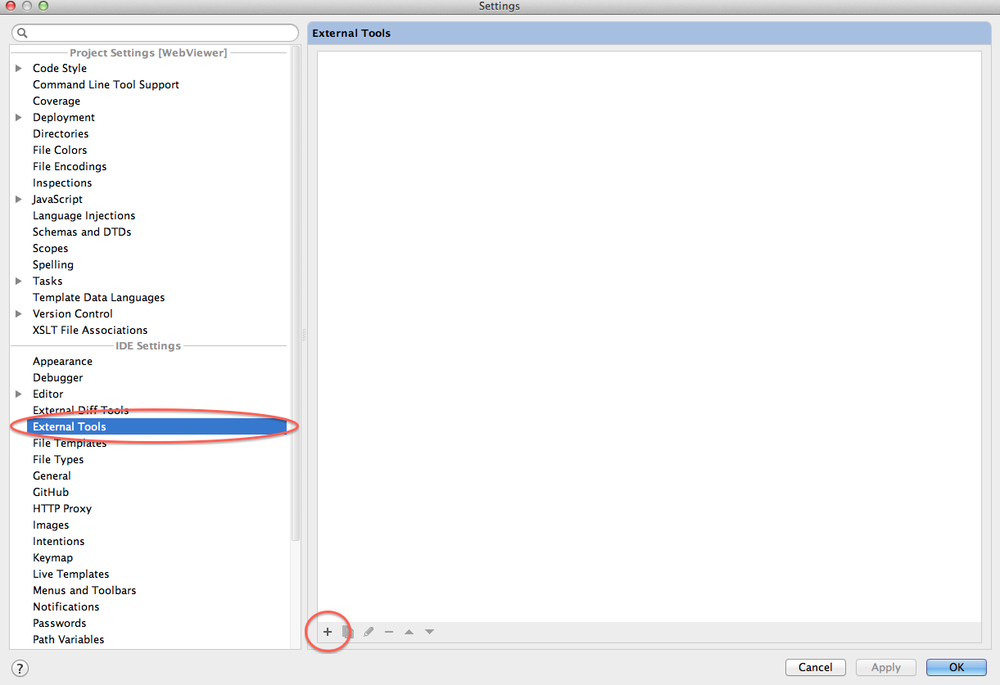 Settings
External Tools
Project Settings [WebViewer]
Code Style
Command Line Tool Support
Coverage
Deployment
Directories
File Colors
File Encodings
Inspections
JavaScript
Language Injections
Schemas and DTDs
Scopes
Spelling
Tasks
Template Data Languages
Version Control
XSLT File Associations
IDE Settings
Appearance
Debugger
Editor
External Diff Tools
External Tools
File Templates
File Types
General
GitHub
HTTP Proxy
Images
Intentions
Keymap
Live Templates
Menus and Toolbars
Notifications
Passwords
Path Variables
? Cancel Apply OK